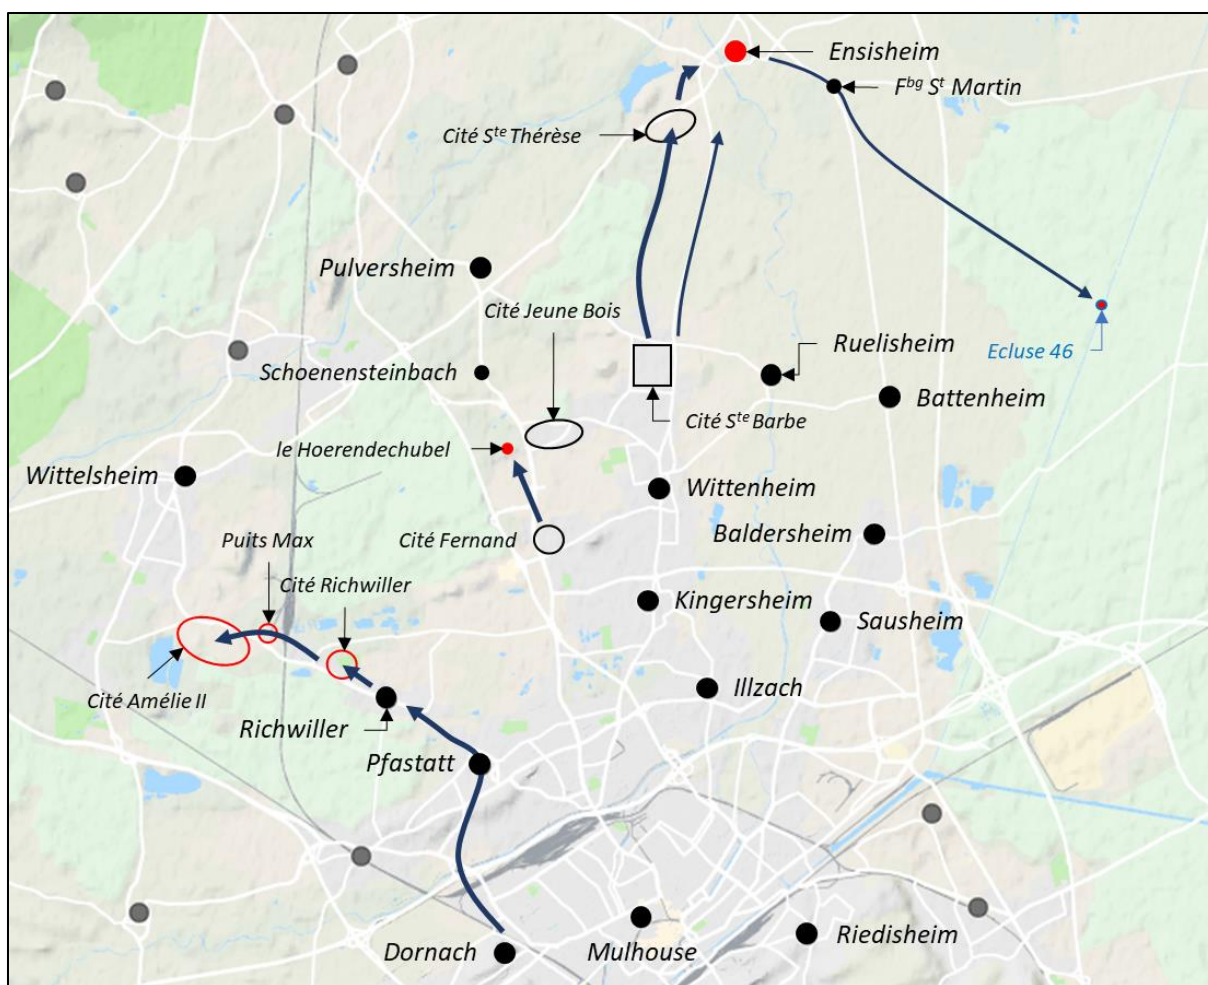 Ensisheim
Fbg St Martin
Cité Ste Thérèse
Pulversheim
Cité Jeune Bois
Ruelisheim
Ecluse 46
Schoenensteinbach
Battenheim
Cité Ste Barbe
le Hoerendechubel
Wittelsheim
Wittenheim
Puits Max
Cité Fernand
Baldersheim
Cité Richwiller
Kingersheim
Sausheim
Cité Amélie II
Illzach
Richwiller
Pfastatt
Dornach
Mulhouse
Riedisheim